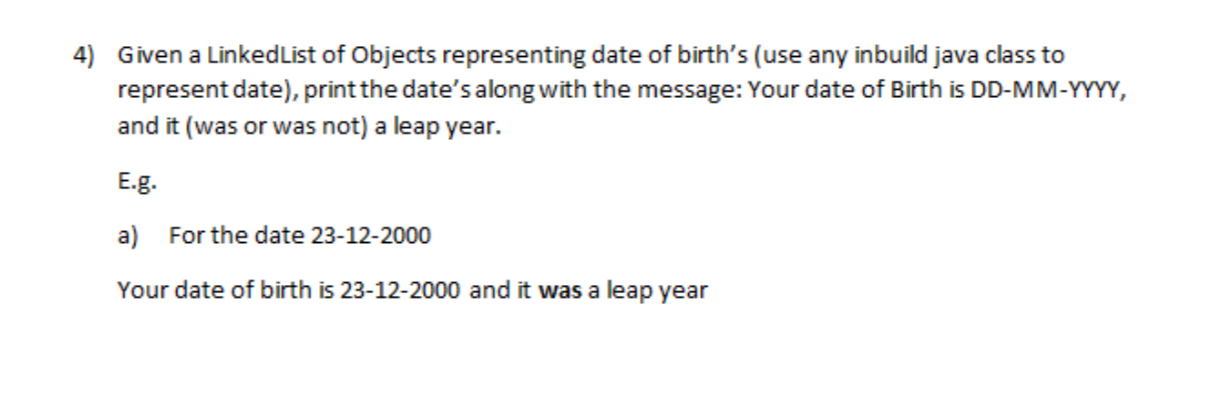 4) Given a LinkedList of Objects representing date of birth's (use any inbuild java class to
represent date), print the date's along with the message: Your date of Birth is DD-MM-YYYY,
and it (was or was not) a leap year.
E.g.
a) For the date 23-12-2000
Your date of birth is 23-12-2000 and it was a leap year